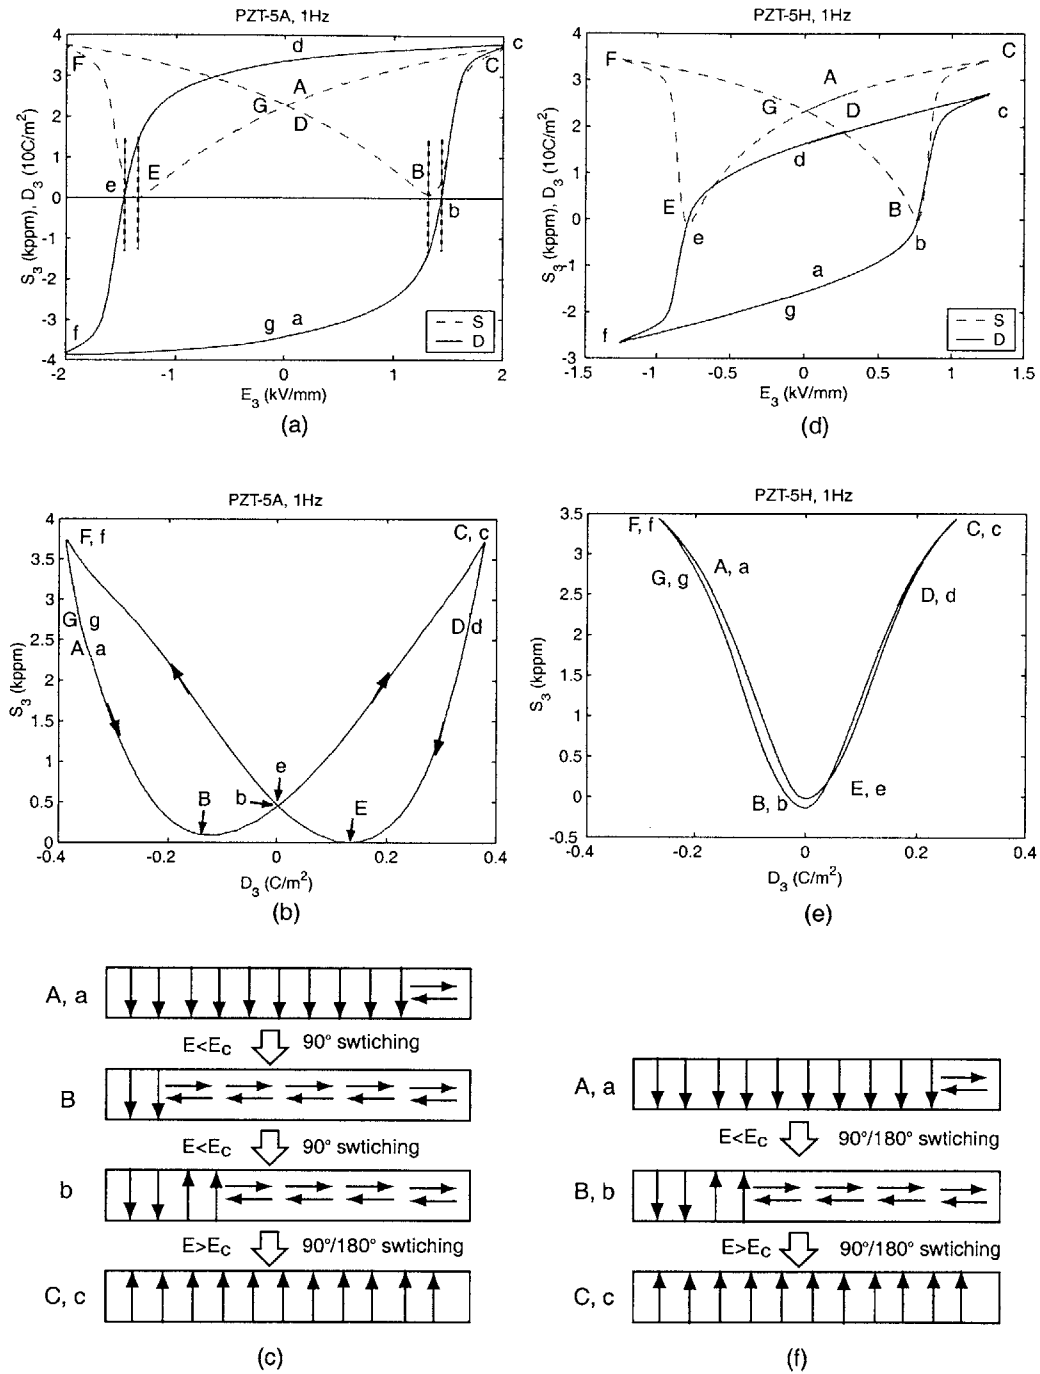 PZT-5A, 1Hz
4
3
2
1
0
-1
-2
-3
-4
-2
-1
0
1
2
S3 (kppm), D3 (10C/m2)
E3 (kV/mm)
F
d
c
C
A
G
D
E
e
B
b
f
g
a
S
D
(a)
PZT-5H, 1Hz
4
3
2
1
0
-1
-2
-3
-1.5
-1
-0.5
0
0.5
1
1.5
S3 (kppm), D3 (10C/m2)
E3 (kV/mm)
F
A
C
G
D
c
d
E
e
B
b
a
g
f
S
D
(d)
PZT-5A, 1Hz
4
3.5
3
2.5
2
1.5
1
0.5
0
-0.4
-0.2
0
0.2
0.4
S3 (kppm)
D3 (C/m2)
F, f
C, c
G g
A a
D d
e
B
b
E
(b)
PZT-5H, 1Hz
3.5
3
2.5
2
1.5
1
0.5
0
-0.5
-0.4
-0.2
0
0.2
0.4
S3 (kppm)
D3 (C/m2)
F, f
C, c
A, a
G, g
D, d
B, b
E, e
(e)
A, a
E<Ec
90° swtiching
B
E<Ec
90° swtiching
b
E>Ec
90°/180° swtiching
C, c
(c)
A, a
E<Ec
90°/180° swtiching
B, b
E>Ec
90°/180° swtiching
C, c
(f)